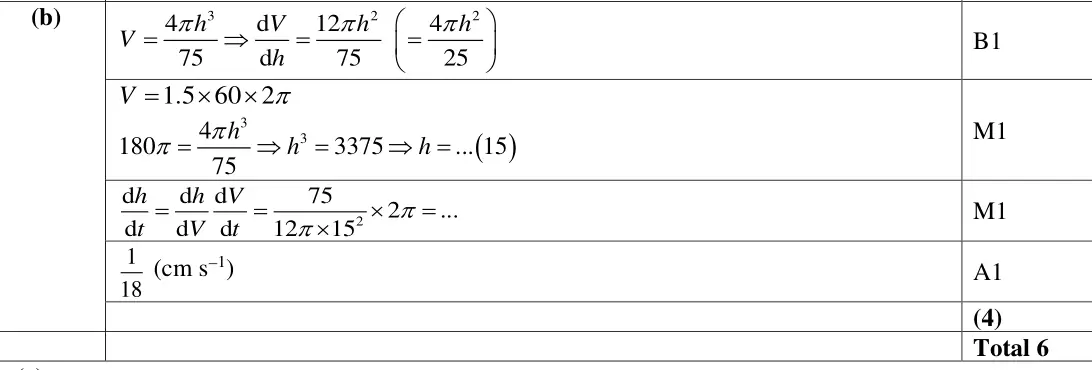 (b) V = 4πh³/75 ⇒ dV/dh = 12πh²/75 (= 4πh²/25) B1
V = 1.5×60×2π
180π = 4πh³/75 ⇒ h³ = 3375 ⇒ h = ...(15) M1
dh/dt = dh/dV dV/dt = 75/(12π×15²) × 2π = ... M1
1/18 (cm s⁻¹) A1
(4)
Total 6